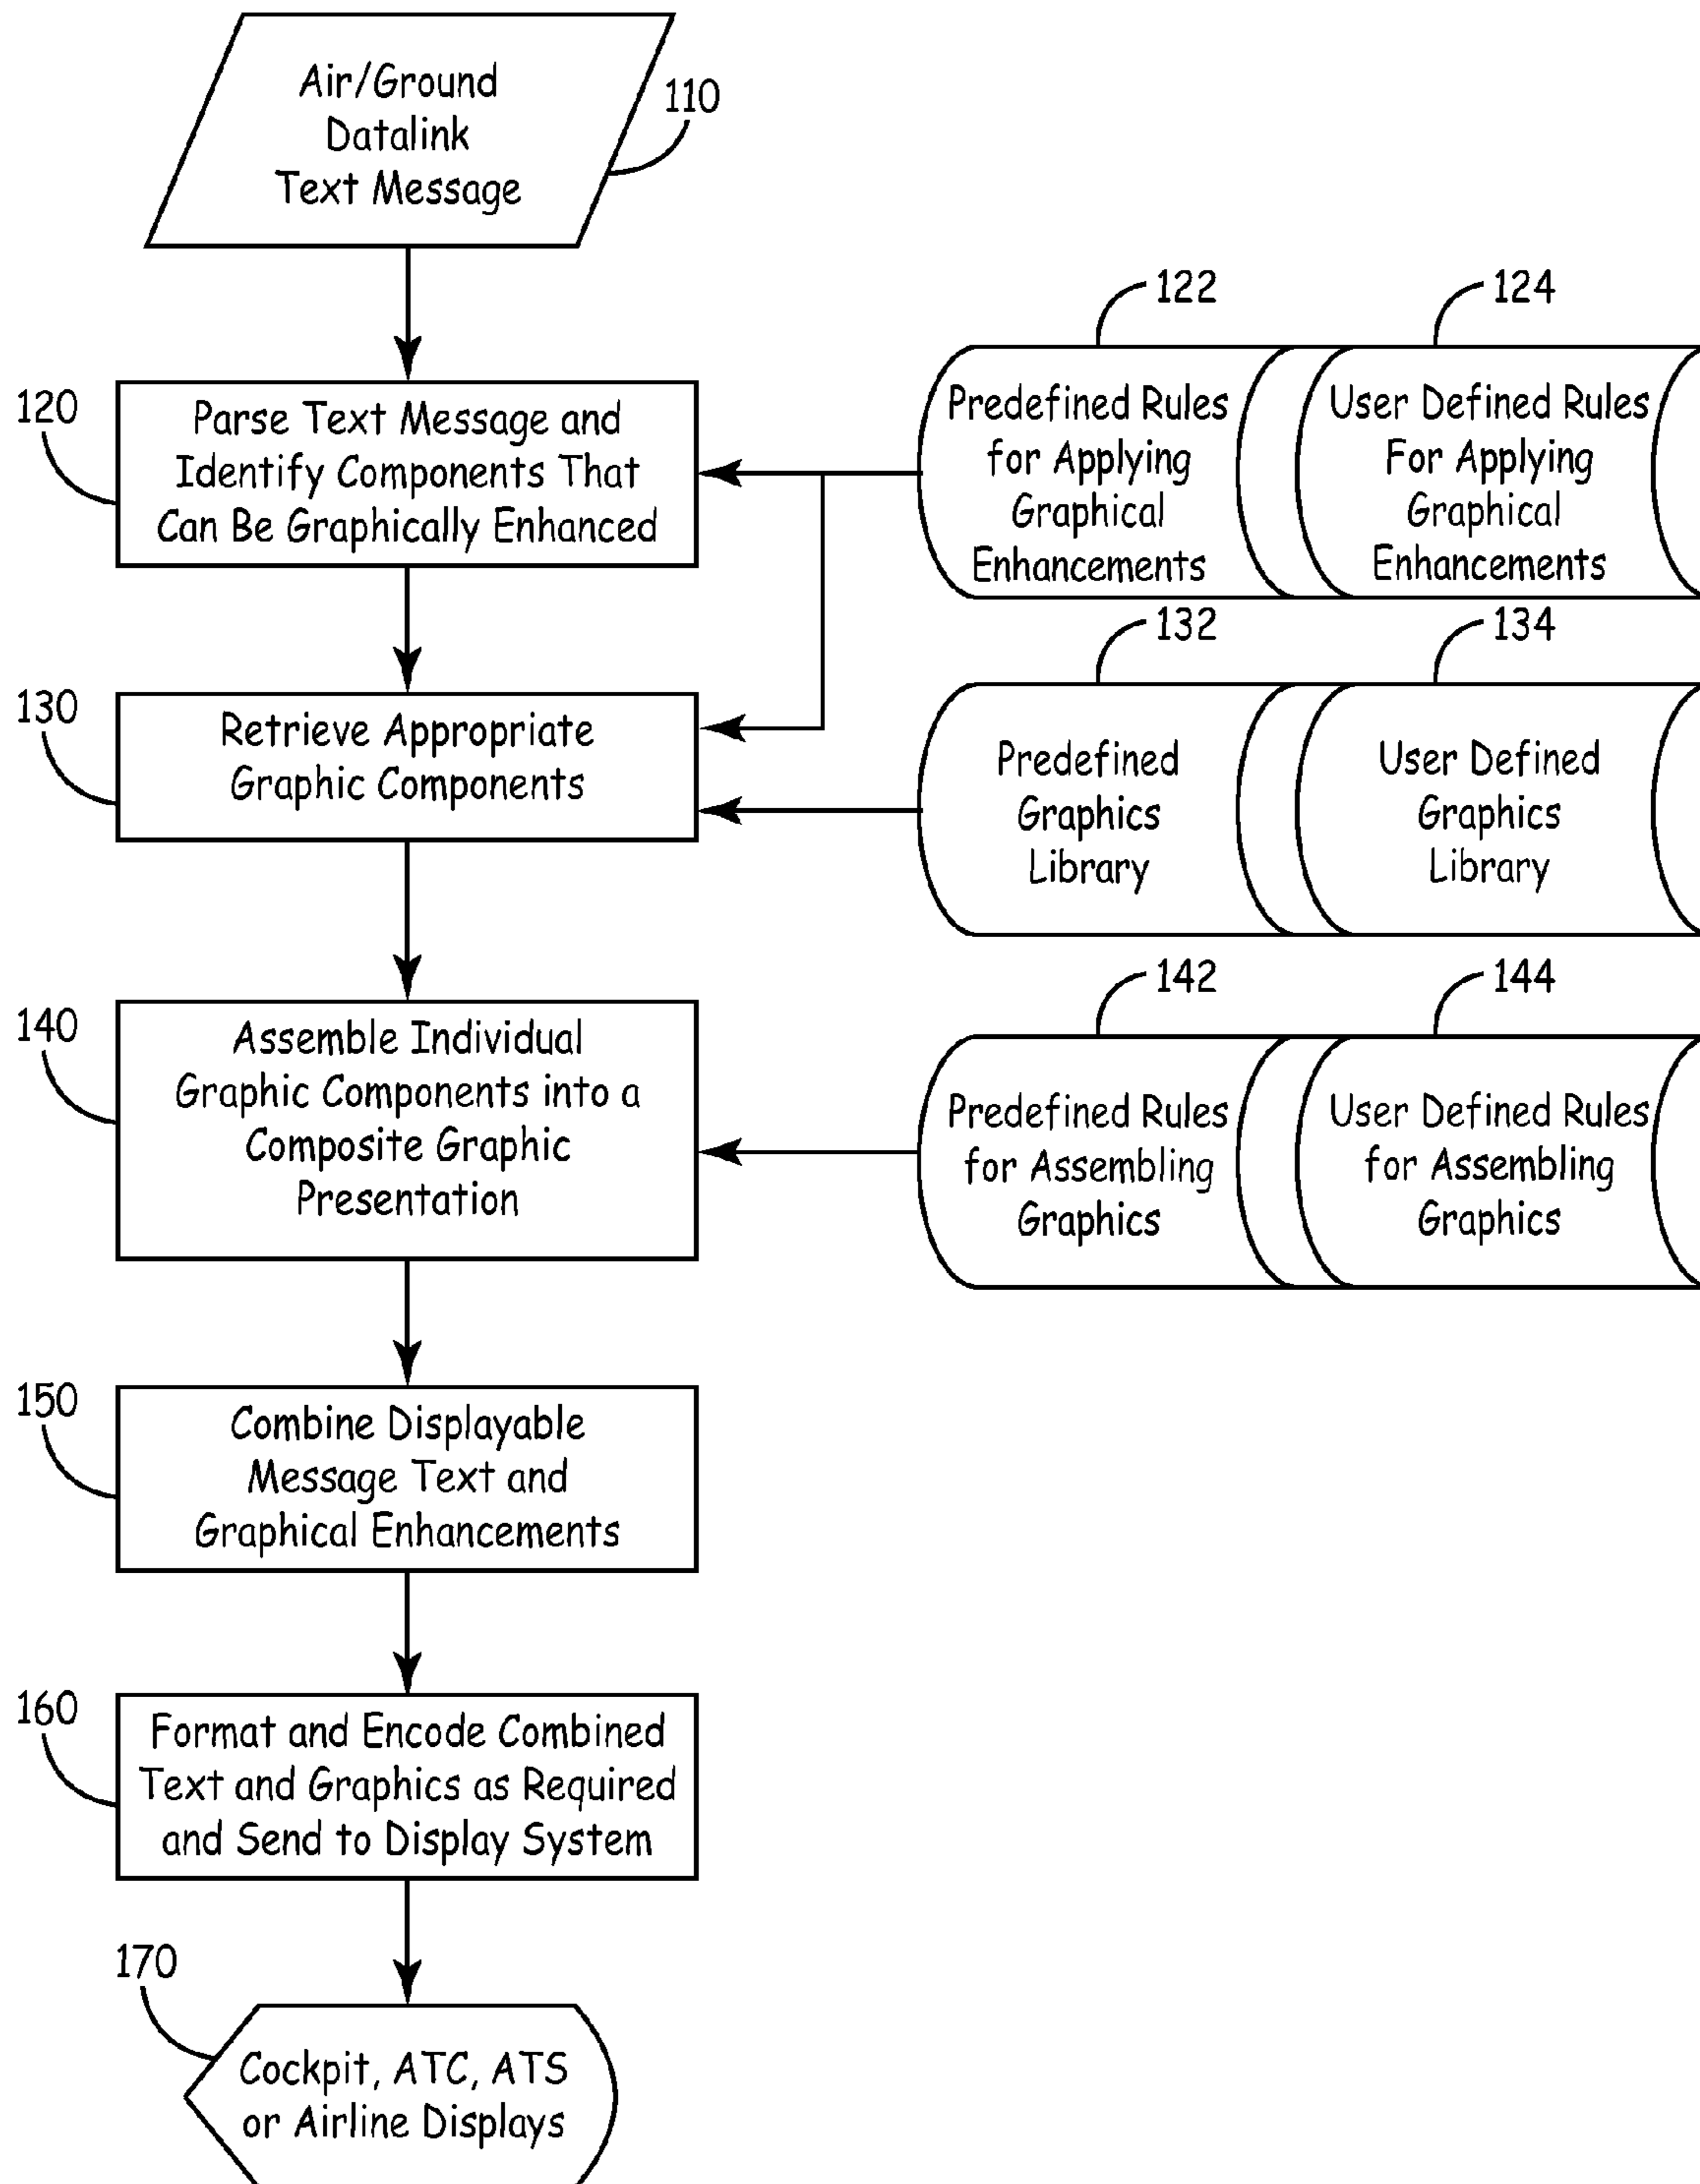 Air/Ground
Datalink
Text Message
110
120
Parse Text Message and
Identify Components That
Can Be Graphically Enhanced
122
Predefined Rules
for Applying
Graphical
Enhancements
124
User Defined Rules
For Applying
Graphical
Enhancements
130
Retrieve Appropriate
Graphic Components
132
Predefined
Graphics
Library
134
User Defined
Graphics
Library
140
Assemble Individual
Graphic Components into a
Composite Graphic
Presentation
142
Predefined Rules
for Assembling
Graphics
144
User Defined Rules
for Assembling
Graphics
150
Combine Displayable
Message Text and
Graphical Enhancements
160
Format and Encode Combined
Text and Graphics as Required
and Send to Display System
170
Cockpit, ATC, ATS
or Airline Displays